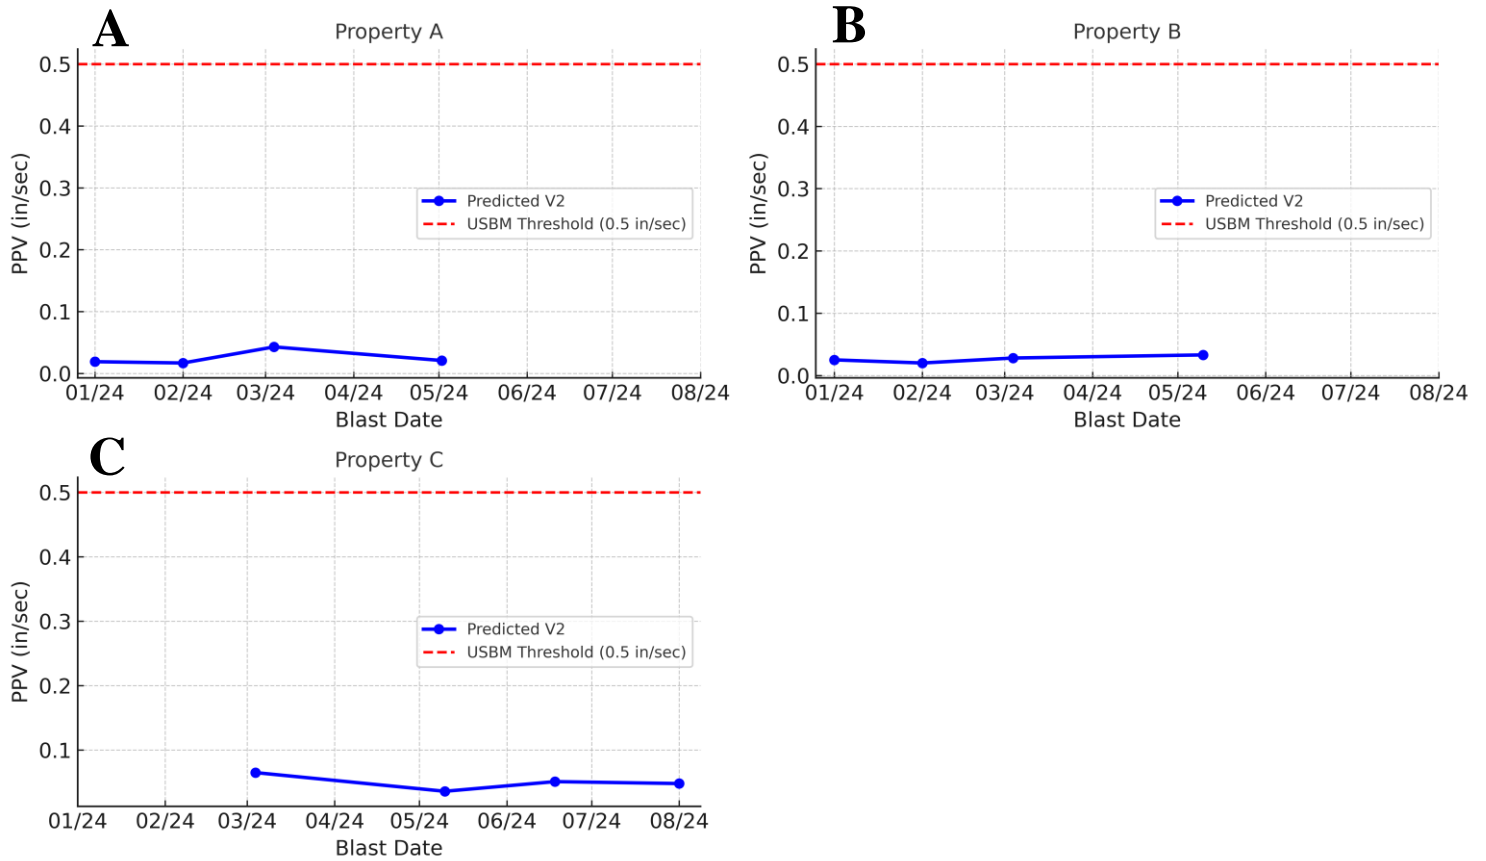 A
Property A
0.5
0.4
0.3
0.2
0.1
0.0
PPV (in/sec)
Predicted V2
USBM Threshold (0.5 in/sec)
01/24 02/24 03/24 04/24 05/24 06/24 07/24 08/24
Blast Date
B
Property B
0.5
0.4
0.3
0.2
0.1
0.0
PPV (in/sec)
Predicted V2
USBM Threshold (0.5 in/sec)
01/24 02/24 03/24 04/24 05/24 06/24 07/24 08/24
Blast Date
C
Property C
0.5
0.4
0.3
0.2
0.1
PPV (in/sec)
Predicted V2
USBM Threshold (0.5 in/sec)
01/24 02/24 03/24 04/24 05/24 06/24 07/24 08/24
Blast Date